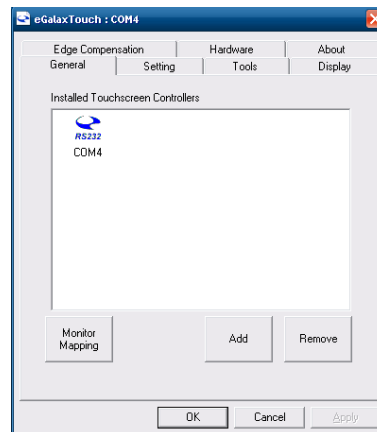 eGalaxTouch : COM4
Edge Compensation Hardware About
General Setting Tools Display
Installed Touchscreen Controllers
RS232
COM4
Monitor
Mapping
Add
Remove
OK
Cancel
Apply